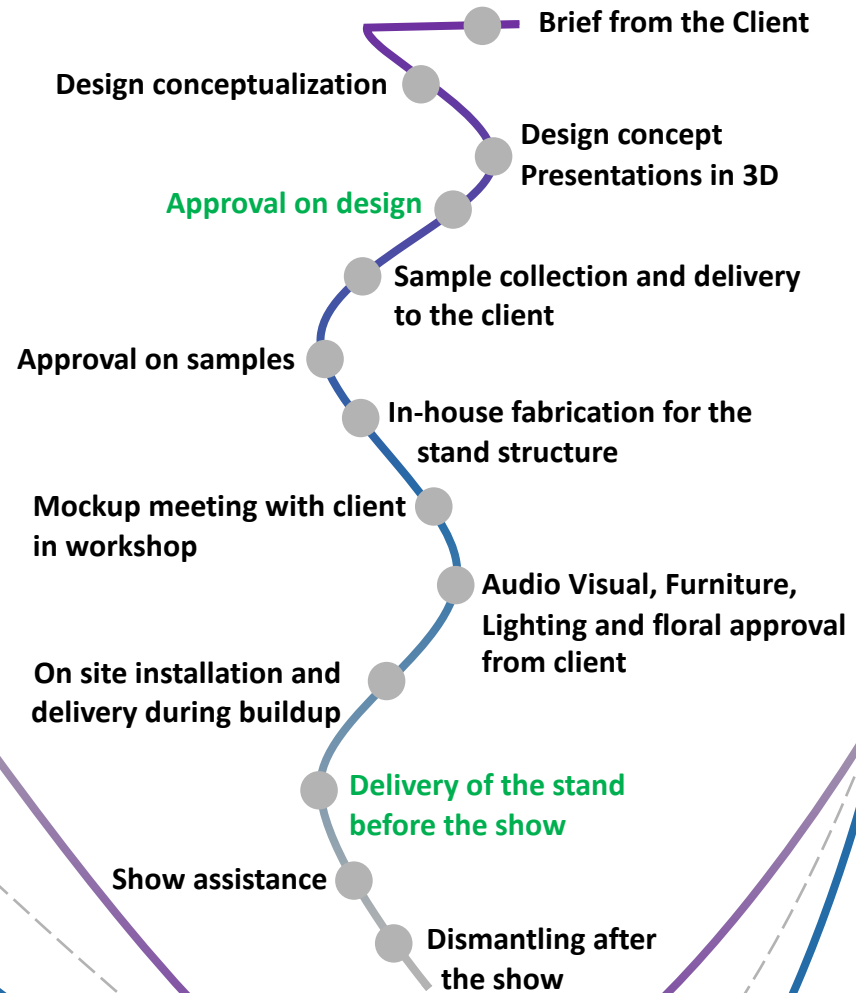 Brief from the Client
Design conceptualization
Design concept
Presentations in 3D
Approval on design
Sample collection and delivery
to the client
Approval on samples
In-house fabrication for the
stand structure
Mockup meeting with client
in workshop
Audio Visual, Furniture,
Lighting and floral approval
from client
On site installation and
delivery during buildup
Delivery of the stand
before the show
Show assistance
Dismantling after
the show